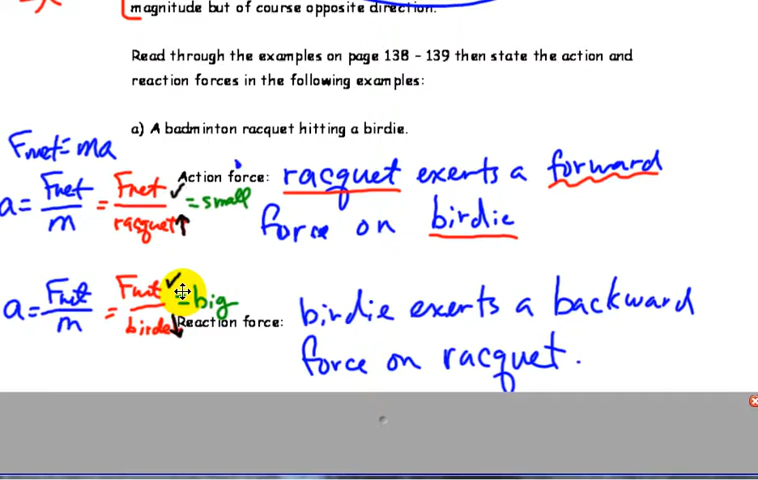 magnitude but of course opposite direction.
Read through the examples on page 138 - 139 then state the action and
reaction forces in the following examples:
a) A badminton racquet hitting a birdie.
Fnet = ma
a = Fnet/m = Fnet ✓/racquet ↑ = small
Action force: racquet exerts a forward
force on birdie
a = Fnet/m = Fnet ✓/birdie ↓ = big
Reaction force: birdie exerts a backward
force on racquet.